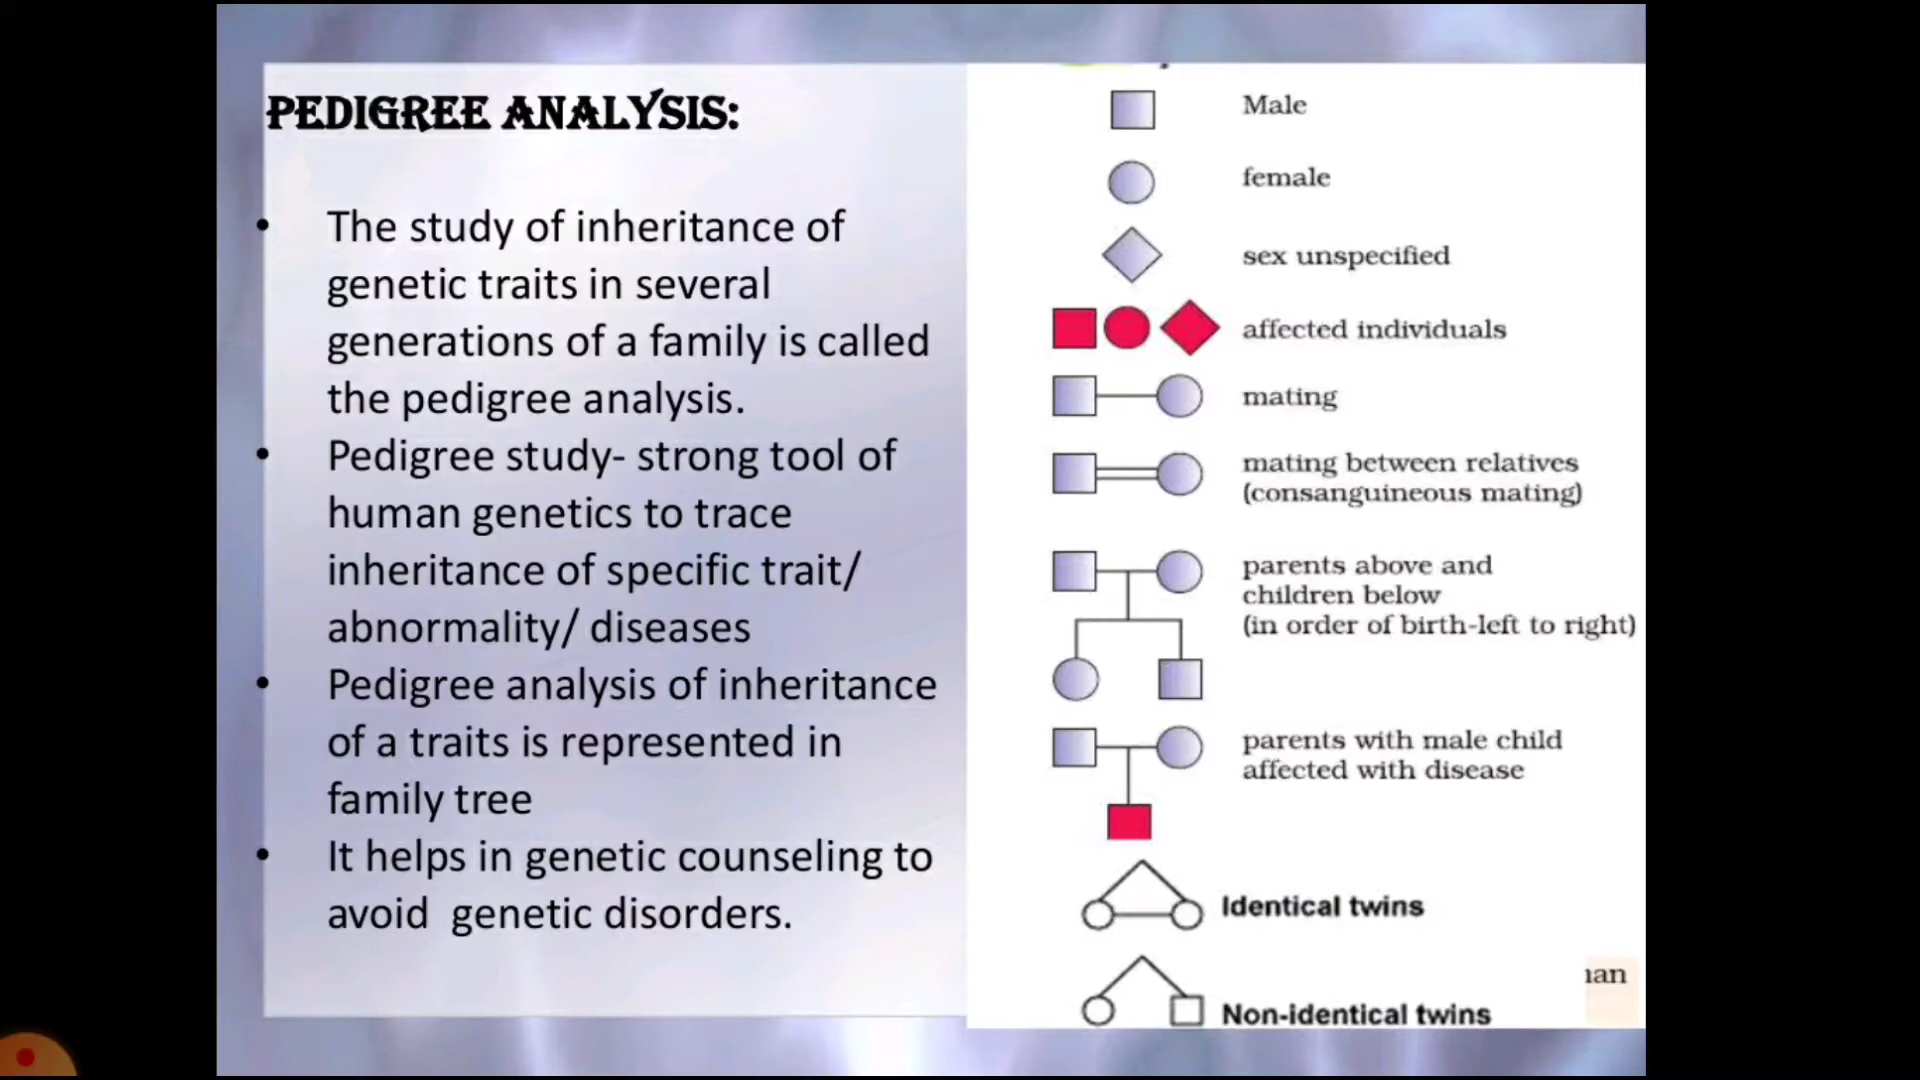 PEDIGREE ANALYSIS:
• The study of inheritance of
genetic traits in several
generations of a family is called
the pedigree analysis.
• Pedigree study- strong tool of
human genetics to trace
inheritance of specific trait/
abnormality/ diseases
• Pedigree analysis of inheritance
of a traits is represented in
family tree
• It helps in genetic counseling to
avoid genetic disorders.
Male
female
sex unspecified
affected individuals
mating
mating between relatives
(consanguineous mating)
parents above and
children below
(in order of birth-left to right)
parents with male child
affected with disease
Identical twins
Non-identical twins